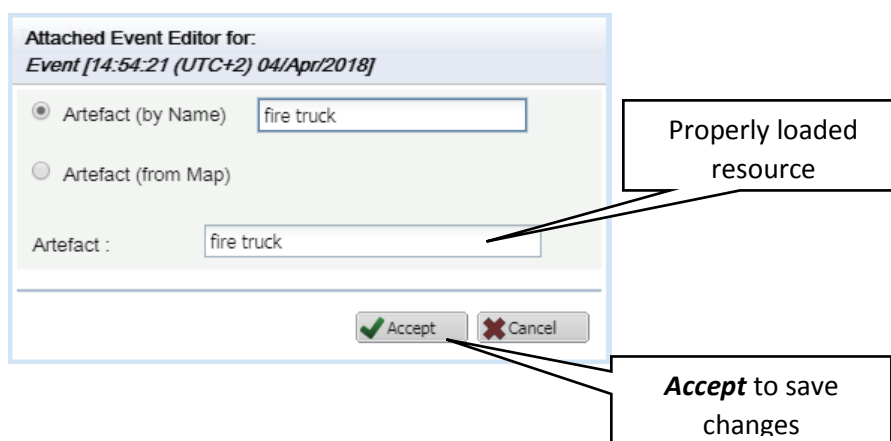 Attached Event Editor for:
Event [14:54:21 (UTC+2) 04/Apr/2018]
Artefact (by Name)
fire truck
Properly loaded
resource
Artefact (from Map)
Artefact :
fire truck
Accept
Cancel
Accept to save
changes